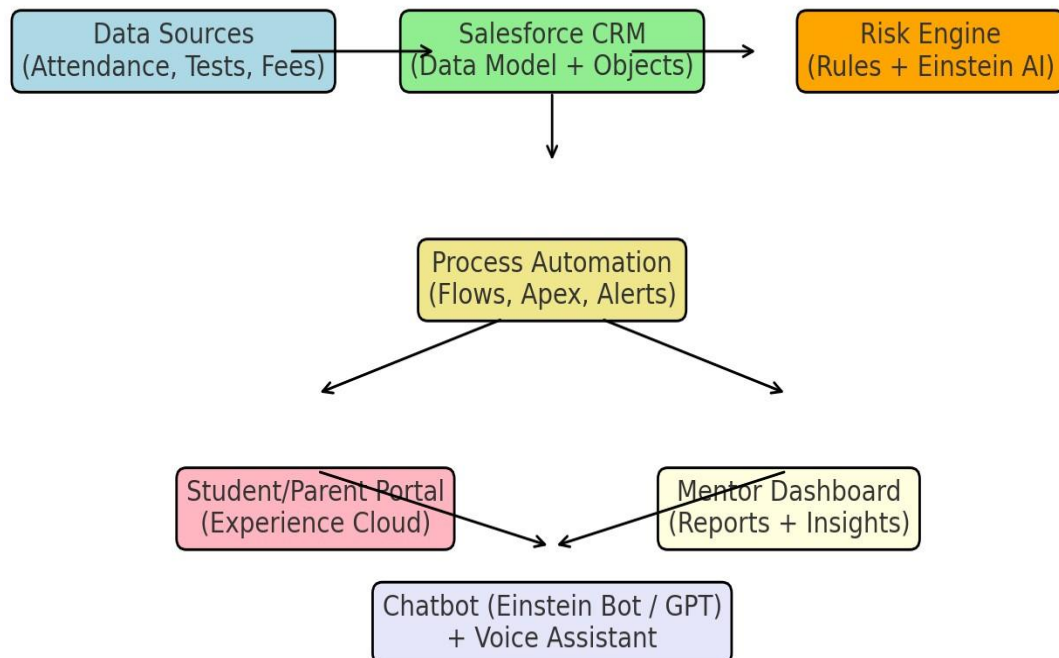 Data Sources
(Attendance, Tests, Fees)
Salesforce CRM
(Data Model + Objects)
Risk Engine
(Rules + Einstein AI)
Process Automation
(Flows, Apex, Alerts)
Student/Parent Portal
(Experience Cloud)
Mentor Dashboard
(Reports + Insights)
Chatbot (Einstein Bot / GPT)
+ Voice Assistant